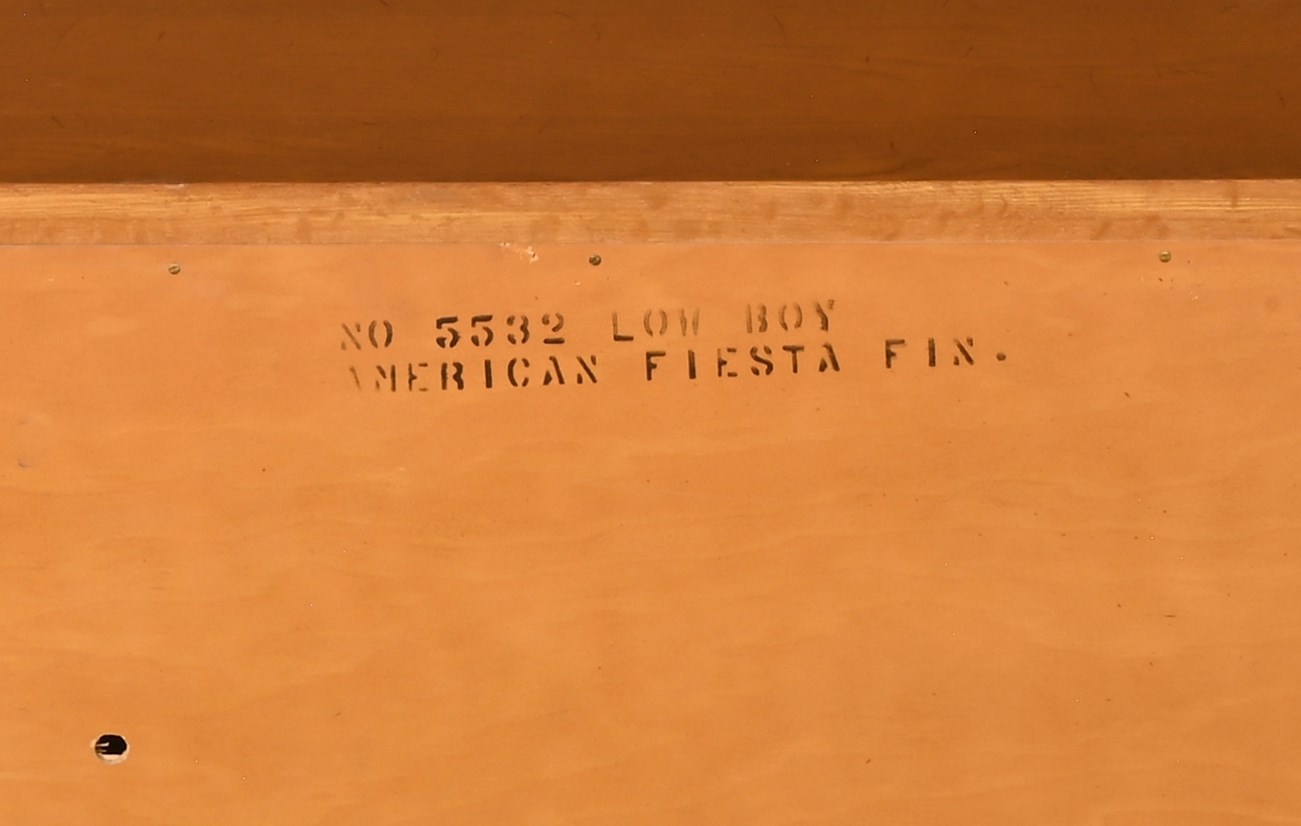 NO 5532 LOW BOY
AMERICAN FIESTA FIN.